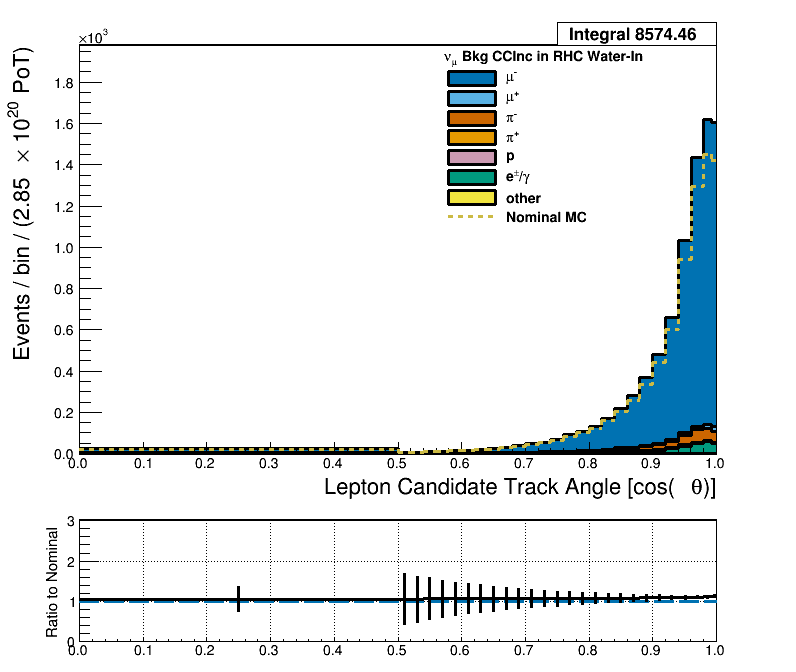 Integral 8574.46
×10³
ν_μ Bkg CCInc in RHC Water-In
μ⁻
μ⁺
π⁻
π⁺
p
e^±/γ
other
Nominal MC
Events / bin / (2.85 × 10²⁰ PoT)
1.8
1.6
1.4
1.2
1.0
0.8
0.6
0.4
0.2
0.0
0.0 0.1 0.2 0.3 0.4 0.5 0.6 0.7 0.8 0.9 1.0
Lepton Candidate Track Angle [cos( θ)]
Ratio to Nominal
3
2
1
0
0.0 0.1 0.2 0.3 0.4 0.5 0.6 0.7 0.8 0.9 1.0